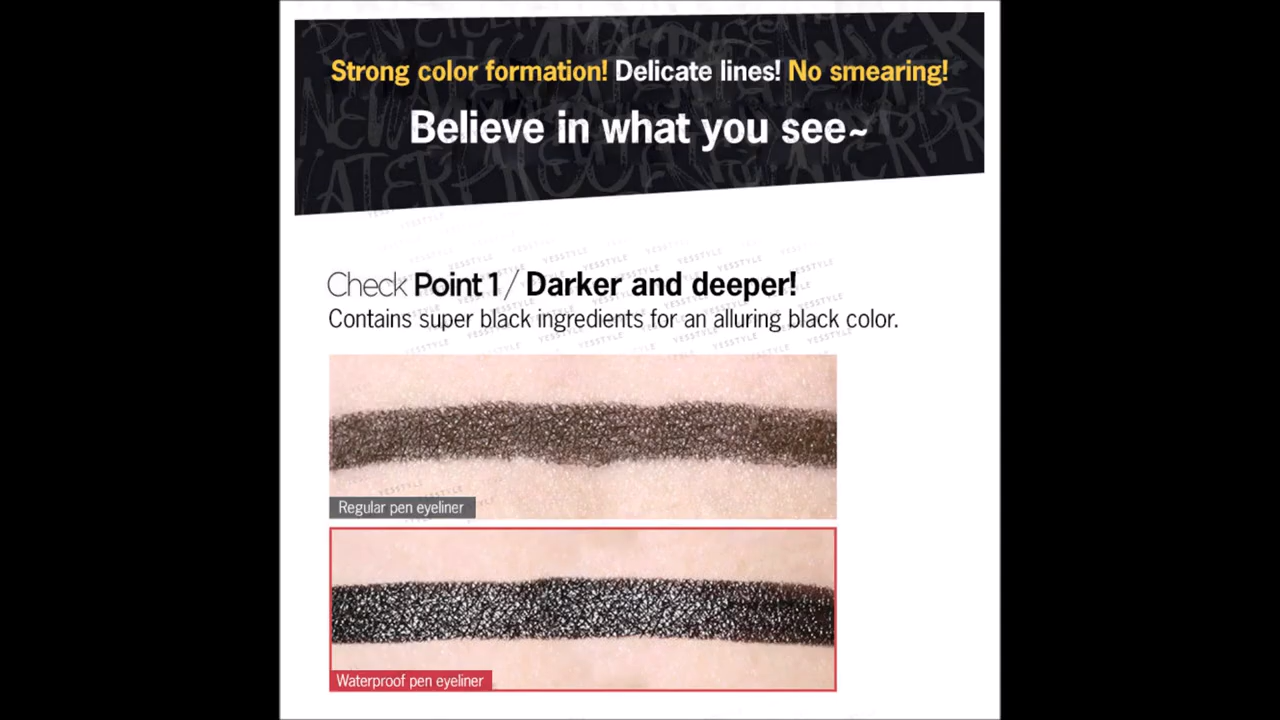 Strong color formation! Delicate lines! No smearing!
Believe in what you see~
Check Point 1 / Darker and deeper!
Contains super black ingredients for an alluring black color.
Regular pen eyeliner
Waterproof pen eyeliner
YESSTYLE